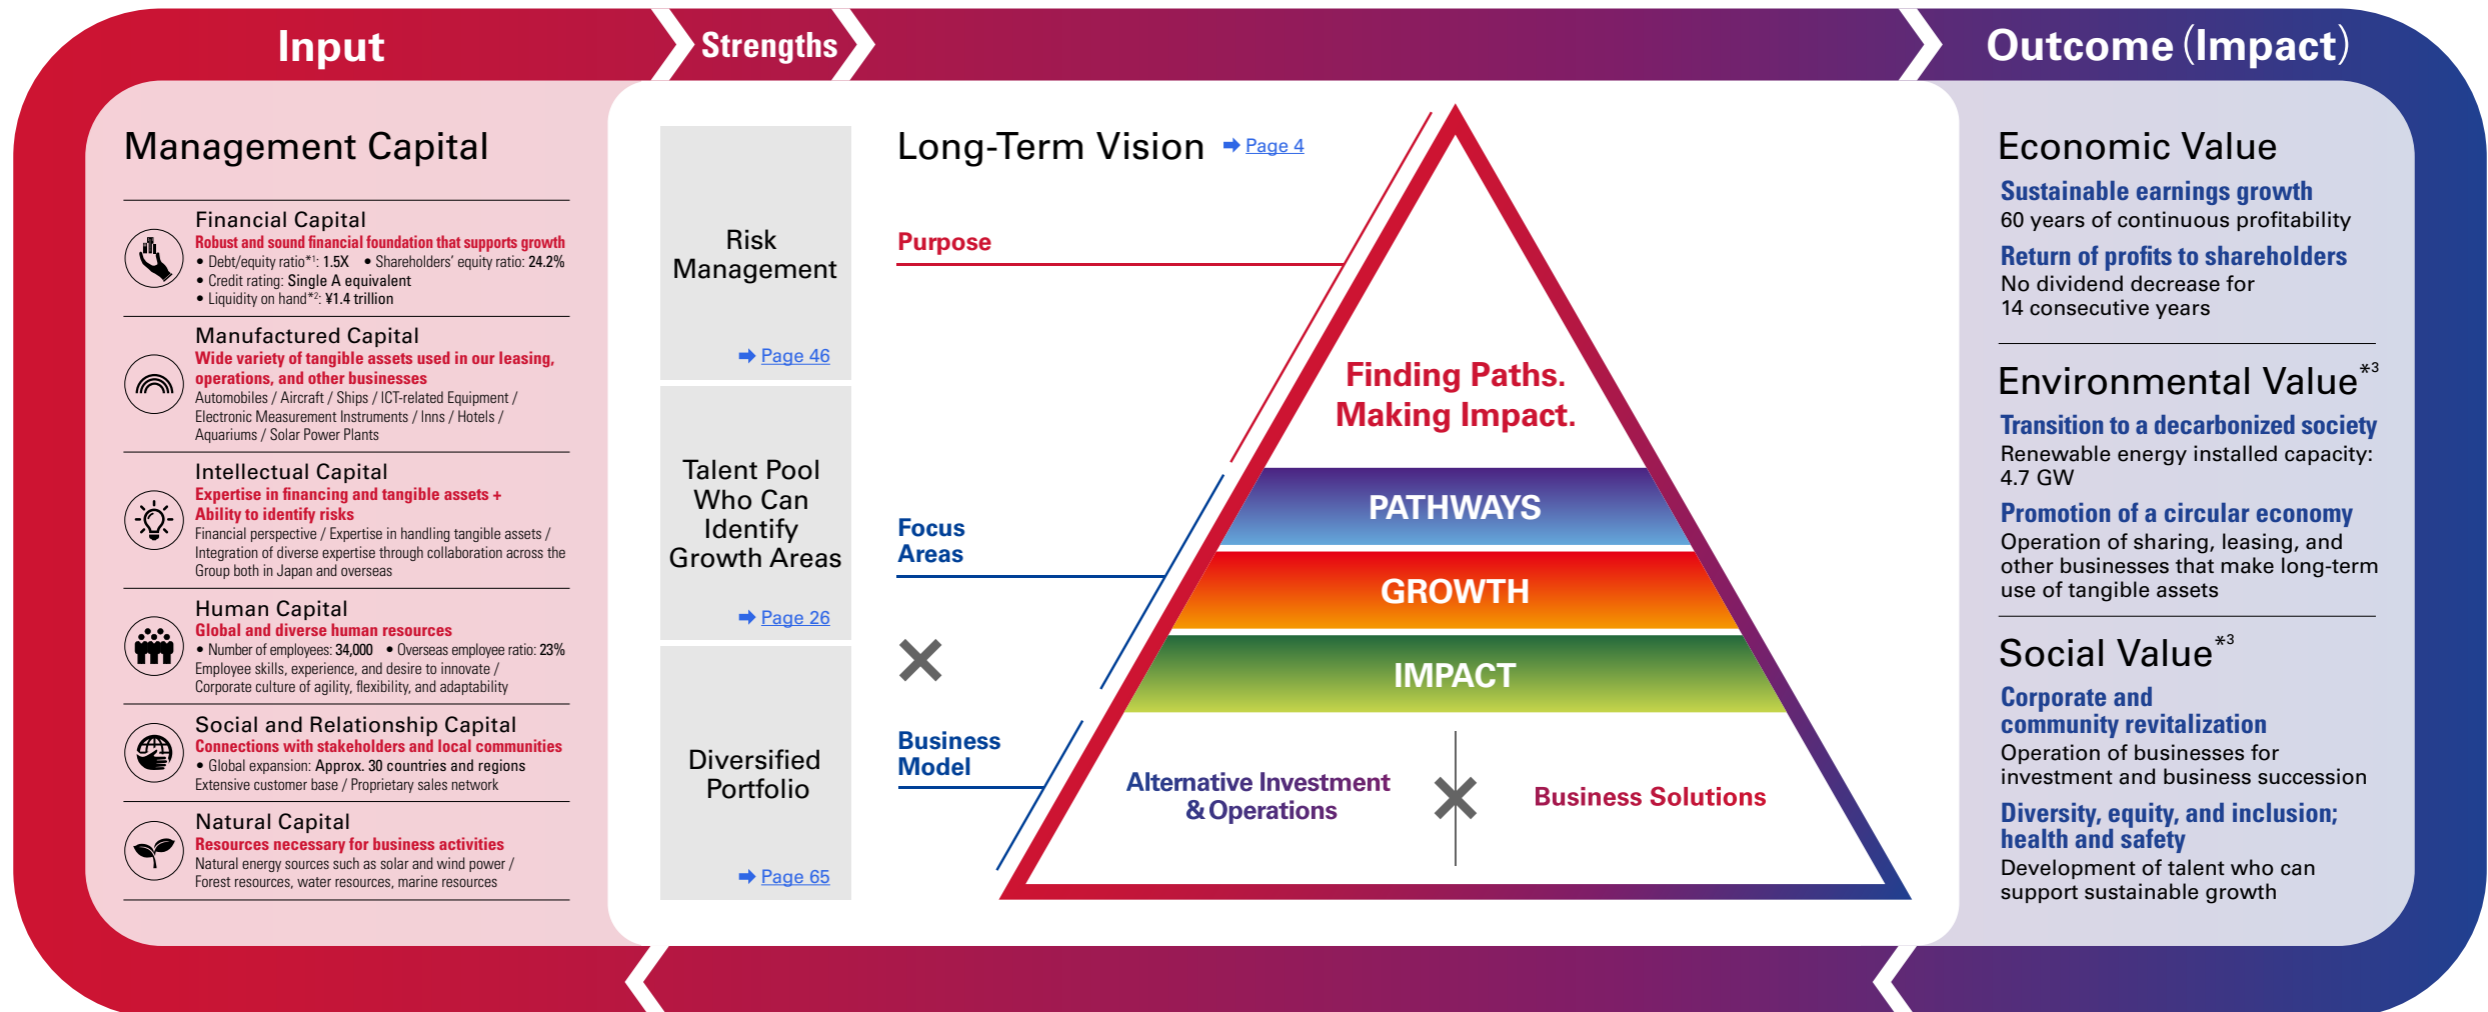 Input
Strengths
Outcome (Impact)
Management Capital
Financial Capital
Robust and sound financial foundation that supports growth
• Debt/equity ratio*1: 1.5X • Shareholders' equity ratio: 24.2%
• Credit rating: Single A equivalent
• Liquidity on hand*2: ¥1.4 trillion
Manufactured Capital
Wide variety of tangible assets used in our leasing,
operations, and other businesses
Automobiles / Aircraft / Ships / ICT-related Equipment /
Electronic Measurement Instruments / Inns / Hotels /
Aquariums / Solar Power Plants
Intellectual Capital
Expertise in financing and tangible assets +
Ability to identify risks
Financial perspective / Expertise in handling tangible assets /
Integration of diverse expertise through collaboration across the
Group both in Japan and overseas
Human Capital
Global and diverse human resources
• Number of employees: 34,000 • Overseas employee ratio: 23%
Employee skills, experience, and desire to innovate /
Corporate culture of agility, flexibility, and adaptability
Social and Relationship Capital
Connections with stakeholders and local communities
• Global expansion: Approx. 30 countries and regions
Extensive customer base / Proprietary sales network
Natural Capital
Resources necessary for business activities
Natural energy sources such as solar and wind power /
Forest resources, water resources, marine resources
Risk
Management
➡ Page 46
Talent Pool
Who Can
Identify
Growth Areas
➡ Page 26
Diversified
Portfolio
➡ Page 65
Long-Term Vision ➡ Page 4
Purpose
Focus
Areas
Business
Model
Finding Paths.
Making Impact.
PATHWAYS
GROWTH
IMPACT
Alternative Investment
& Operations
Business Solutions
Economic Value
Sustainable earnings growth
60 years of continuous profitability
Return of profits to shareholders
No dividend decrease for
14 consecutive years
Environmental Value*3
Transition to a decarbonized society
Renewable energy installed capacity:
4.7 GW
Promotion of a circular economy
Operation of sharing, leasing, and
other businesses that make long-term
use of tangible assets
Social Value*3
Corporate and
community revitalization
Operation of businesses for
investment and business succession
Diversity, equity, and inclusion;
health and safety
Development of talent who can
support sustainable growth